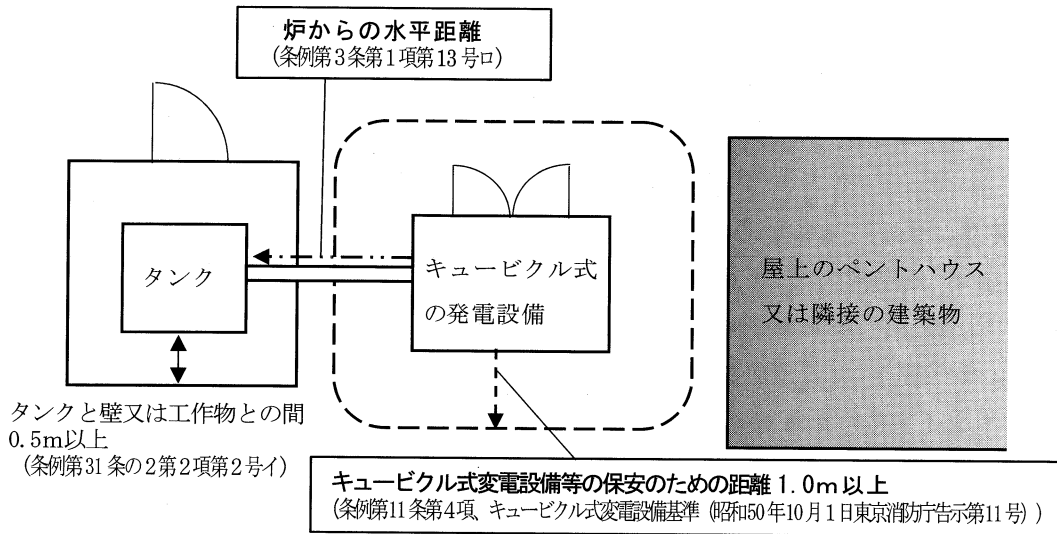 炉からの水平距離
(条例第3条第1項第13号ロ)
タンク
キュービクル式
の発電設備
屋上のペントハウス
又は隣接の建築物
タンクと壁又は工作物との間
0.5m以上
(条例第31条の2第2項第2号イ)
キュービクル式変電設備等の保安のための距離1.0m以上
(条例第11条第4項、キュービクル式変電設備基準(昭和50年10月1日東京消防庁告示第11号))